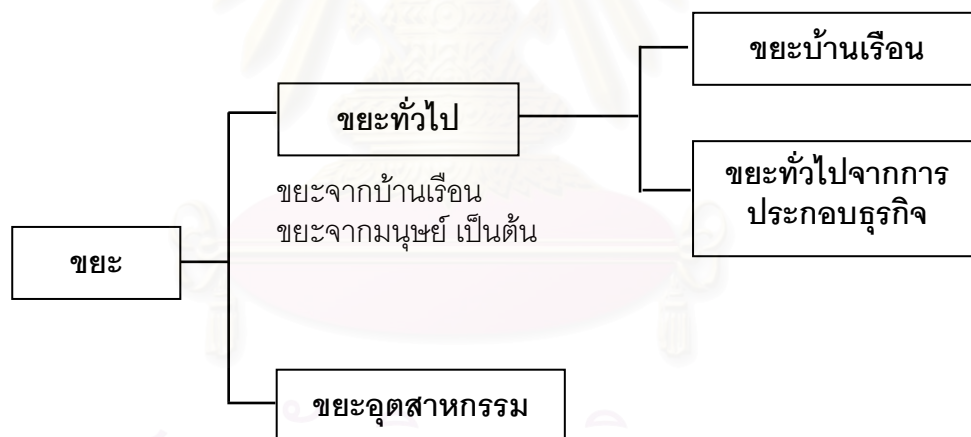 ขยะบ้านเรือน
ขยะทั่วไป
ขยะทั่วไปจากการ
ประกอบธุรกิจ
ขยะจากบ้านเรือน
ขยะจากมนุษย์ เป็นต้น
ขยะ
ขยะอุตสาหกรรม